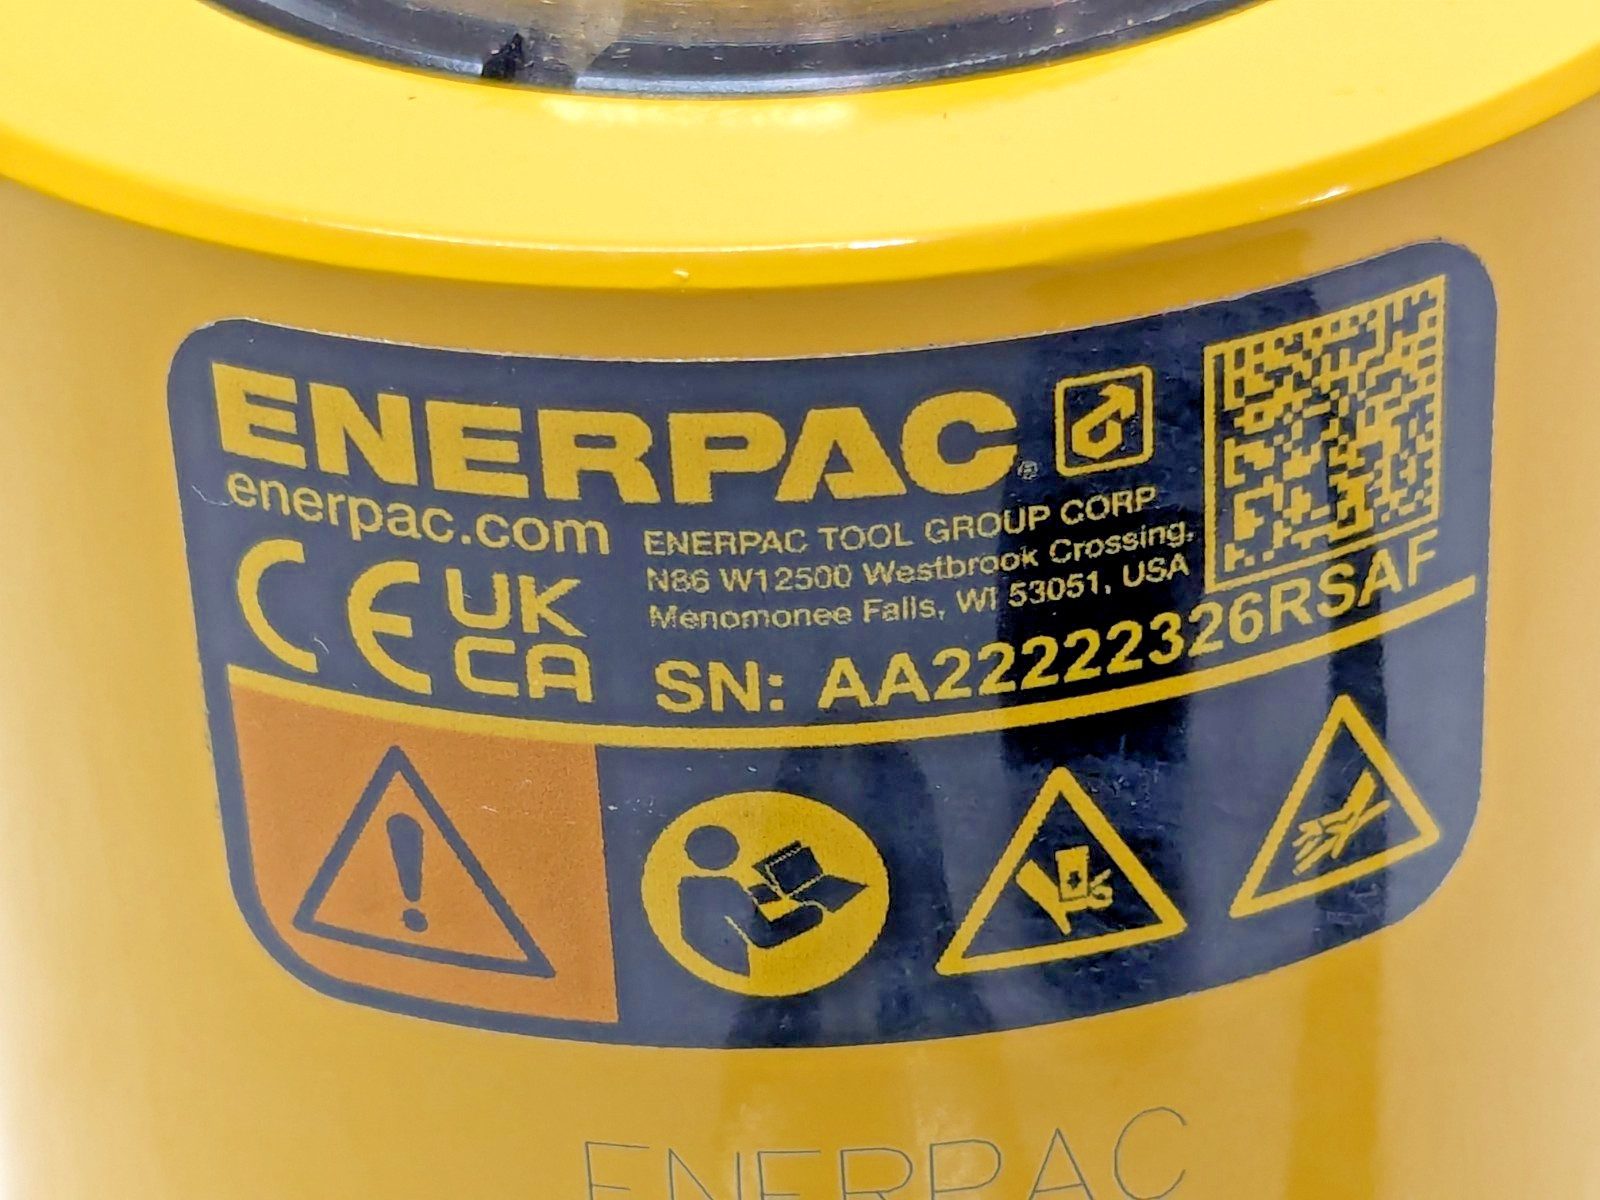 ENERPAC®
enerpac.com
CE UK CA
ENERPAC TOOL GROUP CORP.
N86 W12500 Westbrook Crossing,
Menomonee Falls, WI 53051, USA
SN: AA22222326RSAF
ENERPAC